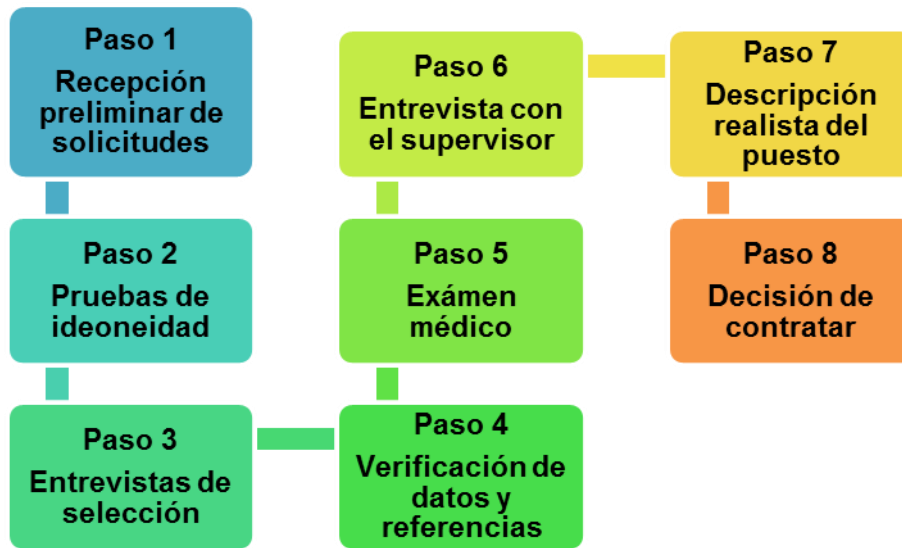 Paso 1
Recepción
preliminar de
solicitudes
Paso 2
Pruebas de
ideoneidad
Paso 3
Entrevistas de
selección
Paso 4
Verificación de
datos y
referencias
Paso 5
Exámen
médico
Paso 6
Entrevista con
el supervisor
Paso 7
Descripción
realista del
puesto
Paso 8
Decisión de
contratar